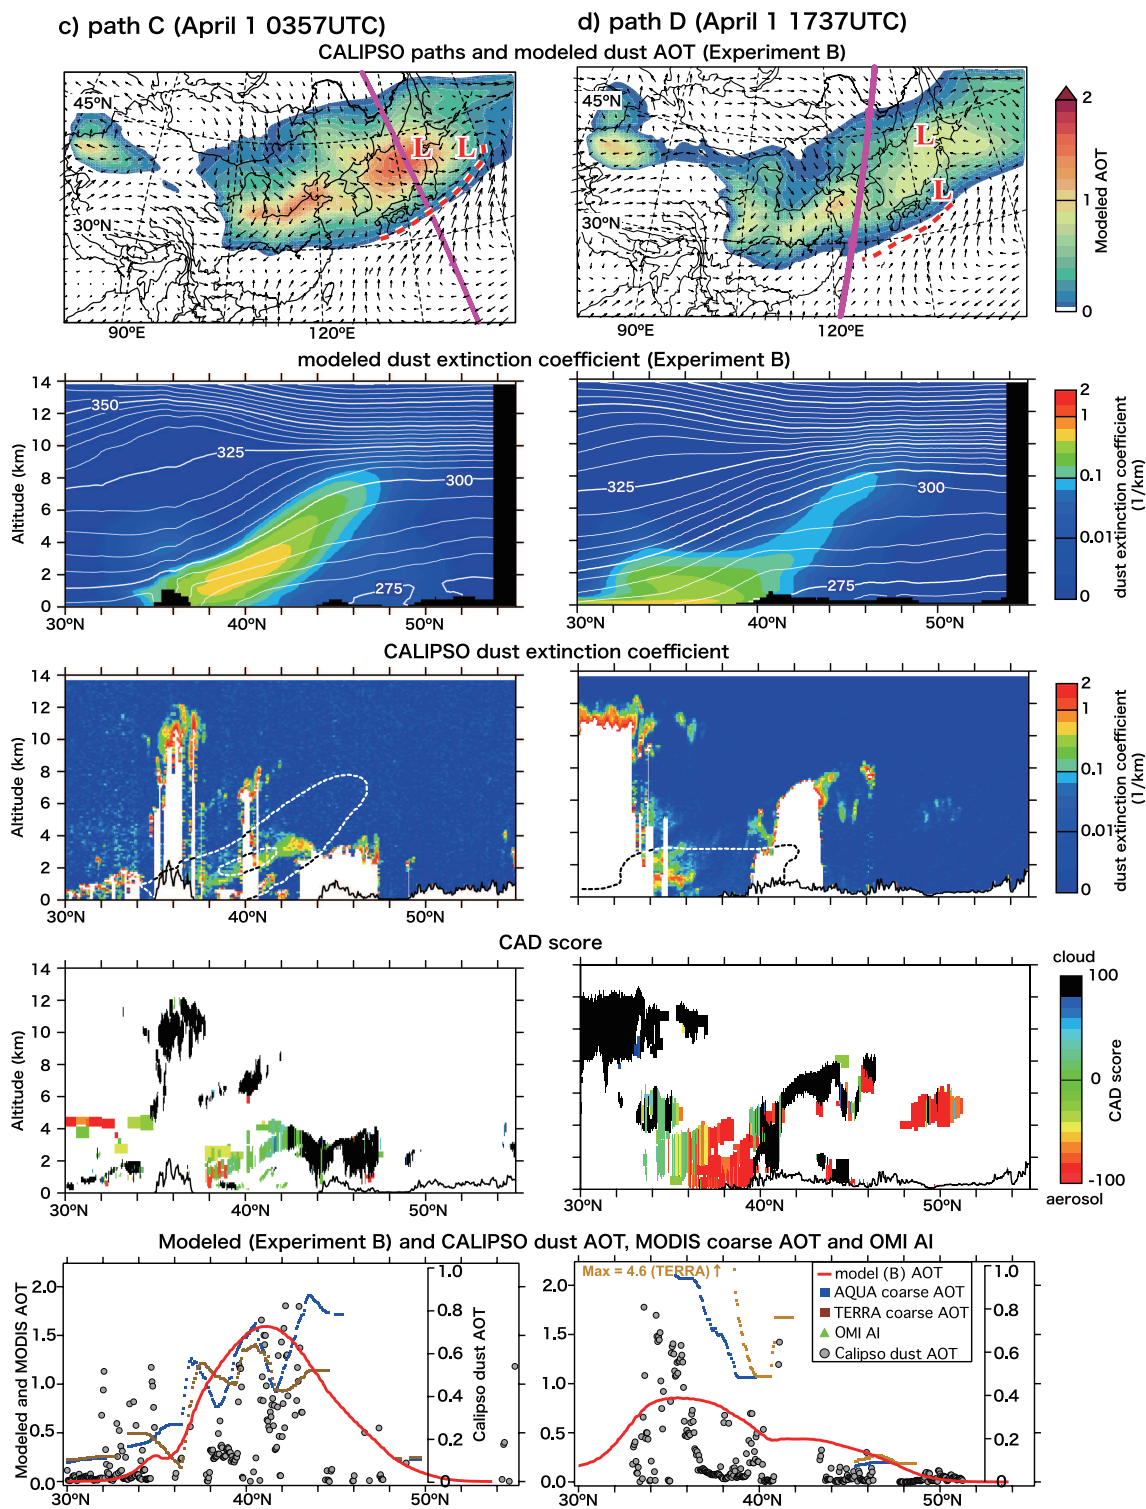 c) path C (April 1 0357UTC)
d) path D (April 1 1737UTC)
CALIPSO paths and modeled dust AOT (Experiment B)
45°N
30°N
90°E
120°E
L
L
45°N
30°N
90°E
120°E
L
L
2
1
0
Modeled AOT
modeled dust extinction coefficient (Experiment B)
Altitude (km)
14
12
10
8
6
4
2
0
350
325
300
275
30°N
40°N
50°N
325
300
275
40°N
50°N
2
1
0.1
0.01
0
dust extinction coefficient
(1/km)
CALIPSO dust extinction coefficient
Altitude (km)
14
12
10
8
6
4
2
0
30°N
40°N
50°N
30°N
40°N
50°N
2
1
0.1
0.01
0
dust extinction coefficient
(1/km)
CAD score
Altitude (km)
14
12
10
8
6
4
2
0
30°N
40°N
50°N
30°N
40°N
50°N
cloud
100
0
-100
aerosol
CAD score
Modeled (Experiment B) and CALIPSO dust AOT, MODIS coarse AOT and OMI AI
Modeled and MODIS AOT
2.0
1.5
1.0
0.5
0.0
1.0
0.8
0.6
0.4
0.2
0
Calipso dust AOT
30°N
40°N
50°N
2.0
1.5
1.0
0.5
0.0
Max = 4.6 (TERRA) ↑
model (B) AOT
AQUA coarse AOT
TERRA coarse AOT
OMI AI
Calipso dust AOT
1.0
0.8
0.6
0.4
0.2
0
30°N
40°N
50°N